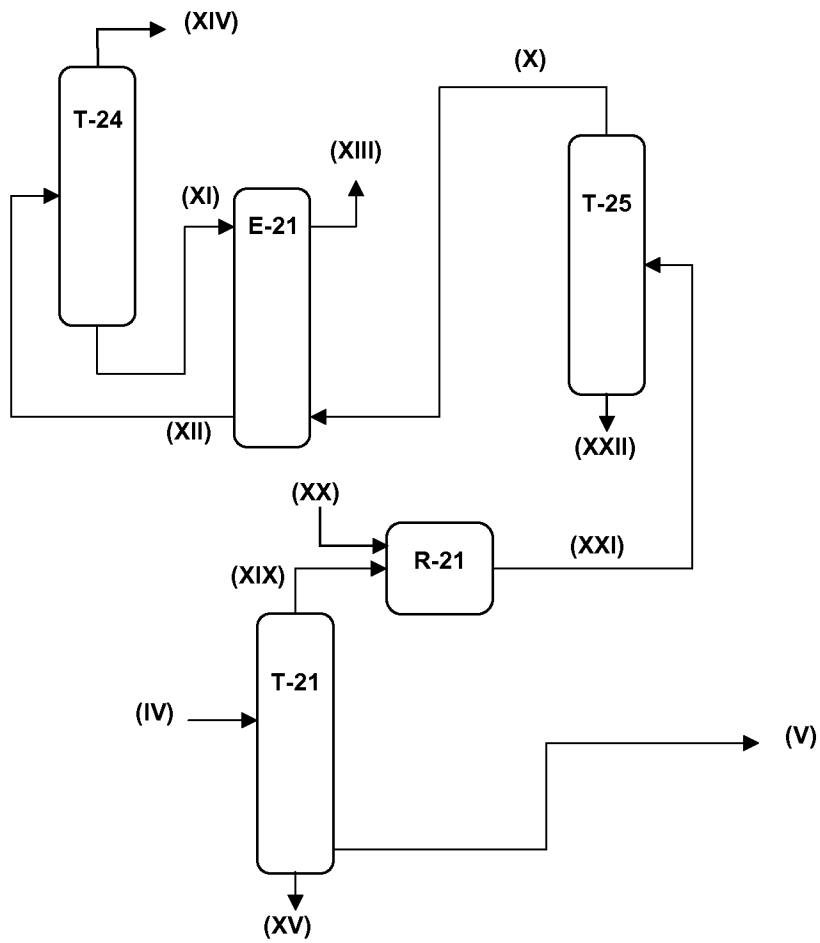 (XIV)
(X)
T-24
(XIII)
(XI)
T-25
E-21
(XII)
(XXII)
(XX)
(XXI)
R-21
(XIX)
T-21
(IV)
(V)
(XV)